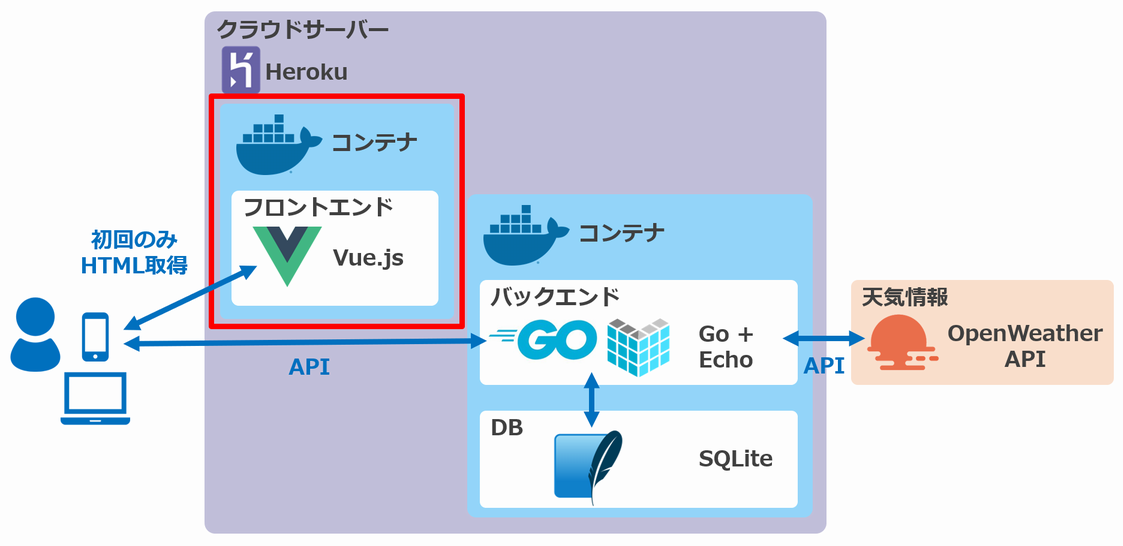 クラウドサーバー
Heroku
コンテナ
フロントエンド
Vue.js
初回のみ
HTML取得
コンテナ
バックエンド
GO
Go +
Echo
API
DB
SQLite
API
天気情報
OpenWeather
API